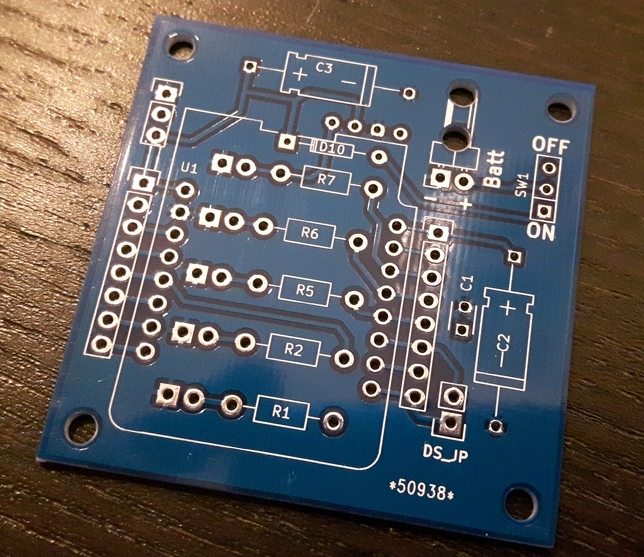 C3
+ −
OFF
D10
Batt
SW1
U1
R7
− +
ON
R6
R5
C1
+
C2
R2
R1
DS_JP
*50938*